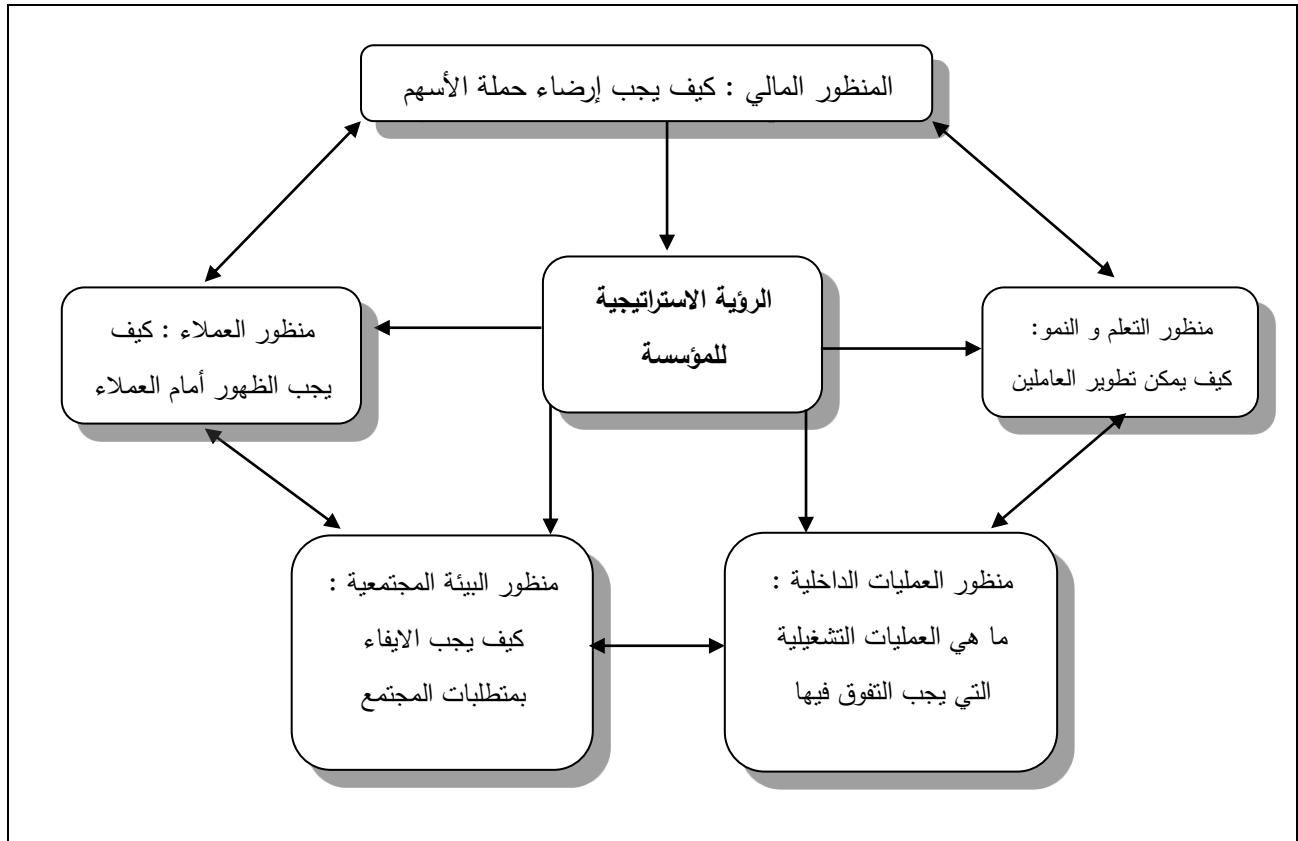 المنظور المالي : كيف يجب إرضاء حملة الأسهم
الرؤية الاستراتيجية
للمؤسسة
منظور التعلم و النمو:
كيف يمكن تطوير العاملين
منظور العملاء : كيف
يجب الظهور أمام العملاء
منظور العمليات الداخلية :
ما هي العمليات التشغيلية
التي يجب التفوق فيها
منظور البيئة المجتمعية :
كيف يجب الايفاء
بمتطلبات المجتمع